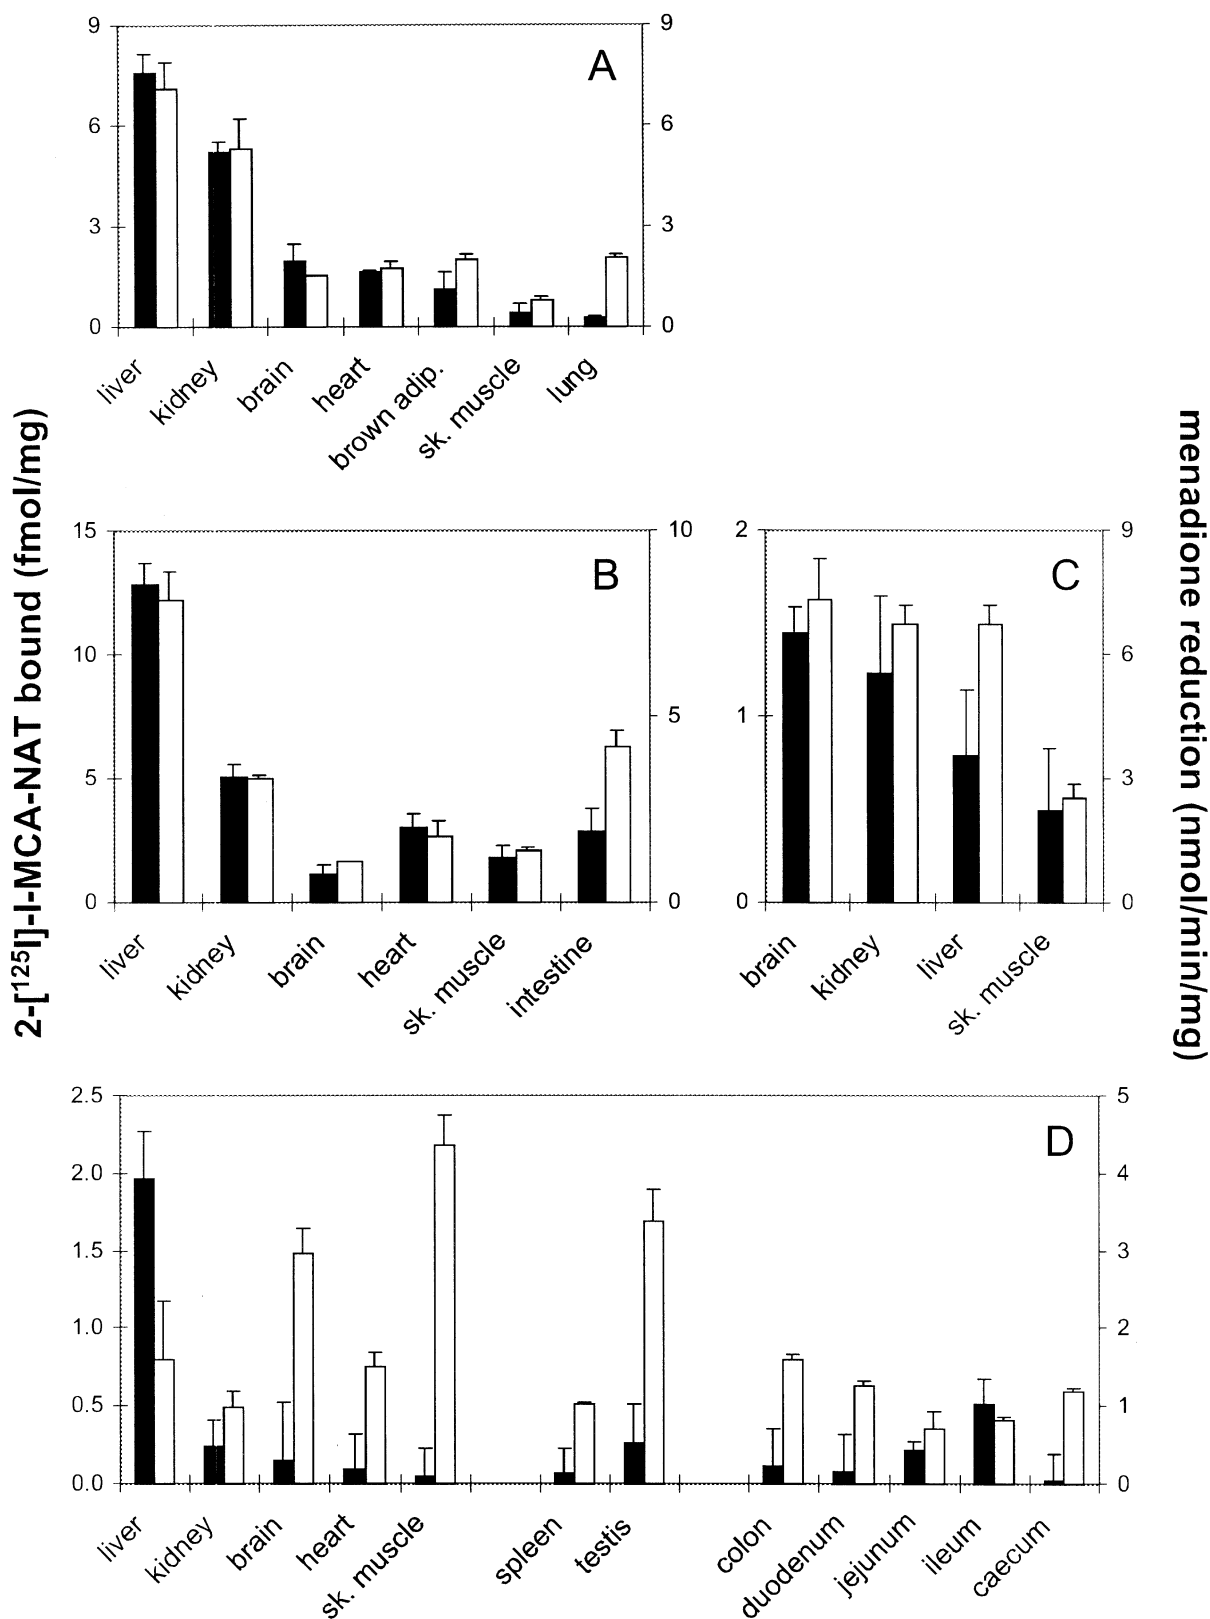 2-[125I]-I-MCA-NAT bound (fmol/mg)
menadione reduction (nmol/min/mg)
A
9
6
3
0
9
6
3
0
liver
kidney
brain
heart
brown adip.
sk. muscle
lung
B
15
10
5
0
10
5
0
liver
kidney
brain
heart
sk. muscle
intestine
C
2
1
0
9
6
3
0
brain
kidney
liver
sk. muscle
D
2.5
2.0
1.5
1.0
0.5
0.0
5
4
3
2
1
0
liver
kidney
brain
heart
sk. muscle
spleen
testis
colon
duodenum
jejunum
ileum
caecum